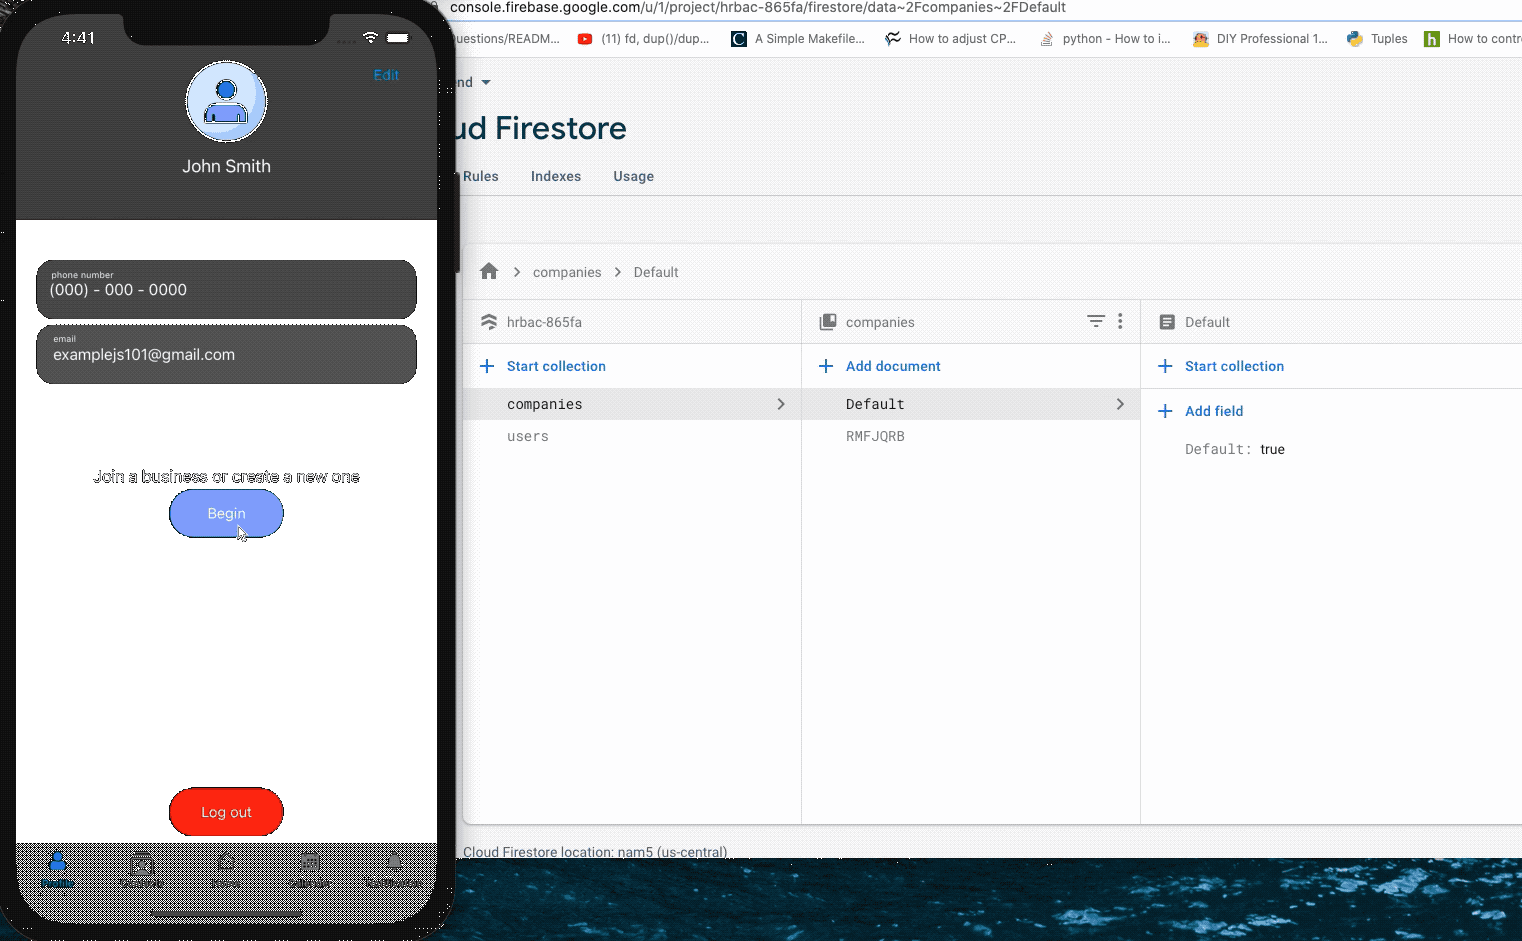 4:41
Edit
John Smith
phone number
(000) - 000 - 0000
email
examplejs101@gmail.com
Join a business or create a new one
Begin
Log out
console.firebase.google.com/u/1/project/hrbac-865fa/firestore/data~2Fcompanies~2FDefault
uestions/READM...
(11) fd, dup()/dup...
C
A Simple Makefile...
How to adjust CP...
python - How to i...
DIY Professional 1...
Tuples
h
How to contr
nd
ud Firestore
Rules
Indexes
Usage
companies
Default
hrbac-865fa
companies
Default
Start collection
Add document
Start collection
companies
Default
Add field
users
RMFJQRB
Default: true
Cloud Firestore location: nam5 (us-central)